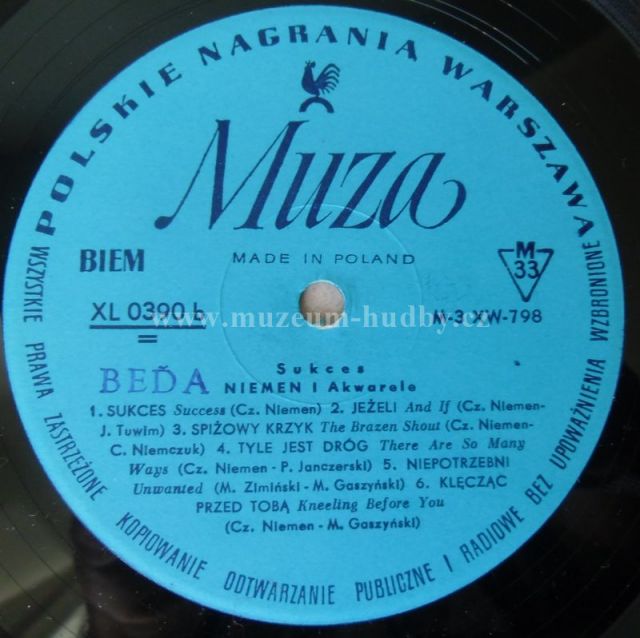 POLSKIE NAGRANIA WARSZAWA
Muza
MADE IN POLAND
BIEM
M
33
XL 0390 b
M-3 XW-798
www.muzeum-hudby.cz
Sukces
BEĎA
NIEMEN i Akwarele
1. SUKCES Success (Cz. Niemen) 2. JEŻELI And If (Cz. Niemen-
J. Tuwim) 3. SPIŻOWY KRZYK The Brazen Shout (Cz. Niemen-
C. Niemczuk) 4. TYLE JEST DRÓG There Are So Many
Ways (Cz. Niemen - P. Janczerski) 5. NIEPOTRZEBNI
Unwanted (M. Zimiński - M. Gaszyński) 6. KLĘCZĄC
PRZED TOBĄ Kneeling Before You
(Cz. Niemen - M. Gaszyński)
WSZYSTKIE PRAWA ZASTRZEŻONE KOPIOWANIE ODTWARZANIE PUBLICZNE I RADIOWE BEZ UPOWAŻNIENIA WZBRONIONE